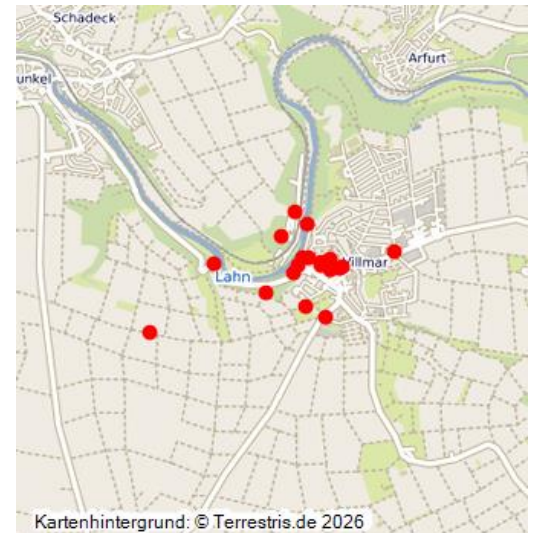 Schadeck
Arfurt
unkel
Villmar
Lahn
Kartenhintergrund: © Terrestris.de 2026